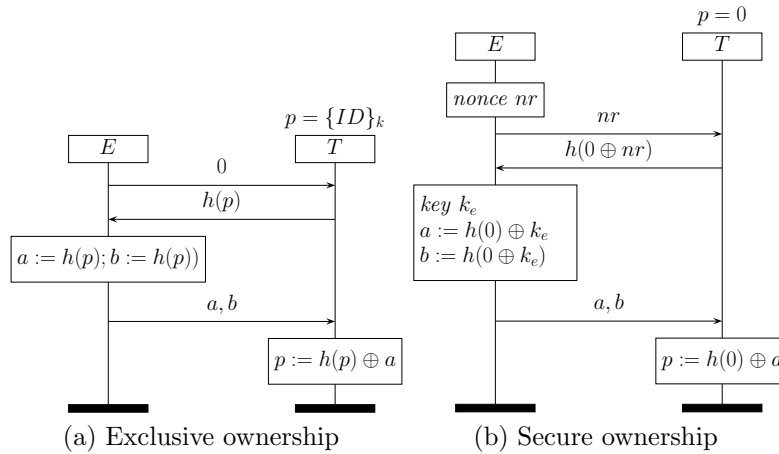 p = {ID}_k
E
T
0
h(p)
a := h(p); b := h(p))
a, b
p := h(p) ⊕ a
(a) Exclusive ownership
p = 0
E
T
nonce nr
nr
h(0 ⊕ nr)
key k_e
a := h(0) ⊕ k_e
b := h(0 ⊕ k_e)
a, b
p := h(0) ⊕ a
(b) Secure ownership